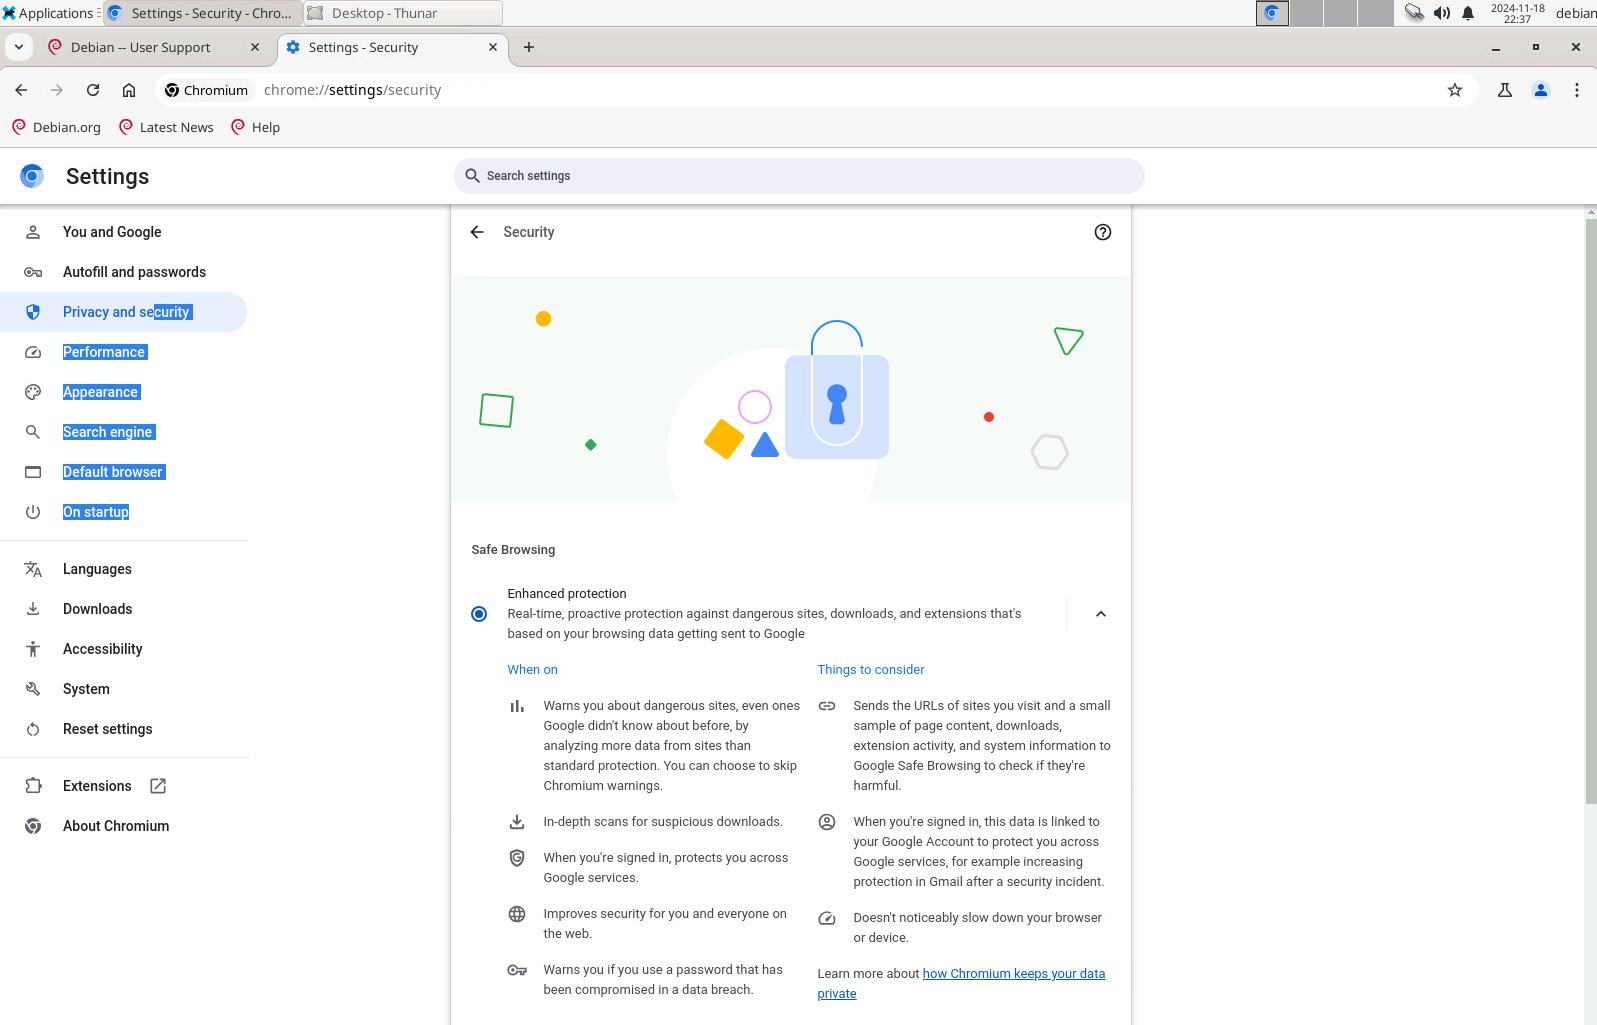 Applications
Settings - Security - Chro...
Desktop - Thunar
2024-11-18
22:37
debian
Debian -- User Support
Settings - Security
Chromium
chrome://settings/security
Debian.org
Latest News
Help
Settings
Search settings
You and Google
Autofill and passwords
Privacy and security
Performance
Appearance
Search engine
Default browser
On startup
Languages
Downloads
Accessibility
System
Reset settings
Extensions
About Chromium
Security
Safe Browsing
Enhanced protection
Real-time, proactive protection against dangerous sites, downloads, and extensions that's
based on your browsing data getting sent to Google
When on
Warns you about dangerous sites, even ones
Google didn't know about before, by
analyzing more data from sites than
standard protection. You can choose to skip
Chromium warnings.
In-depth scans for suspicious downloads.
When you're signed in, protects you across
Google services.
Improves security for you and everyone on
the web.
Warns you if you use a password that has
been compromised in a data breach.
Things to consider
Sends the URLs of sites you visit and a small
sample of page content, downloads,
extension activity, and system information to
Google Safe Browsing to check if they're
harmful.
When you're signed in, this data is linked to
your Google Account to protect you across
Google services, for example increasing
protection in Gmail after a security incident.
Doesn't noticeably slow down your browser
or device.
Learn more about how Chromium keeps your data
private